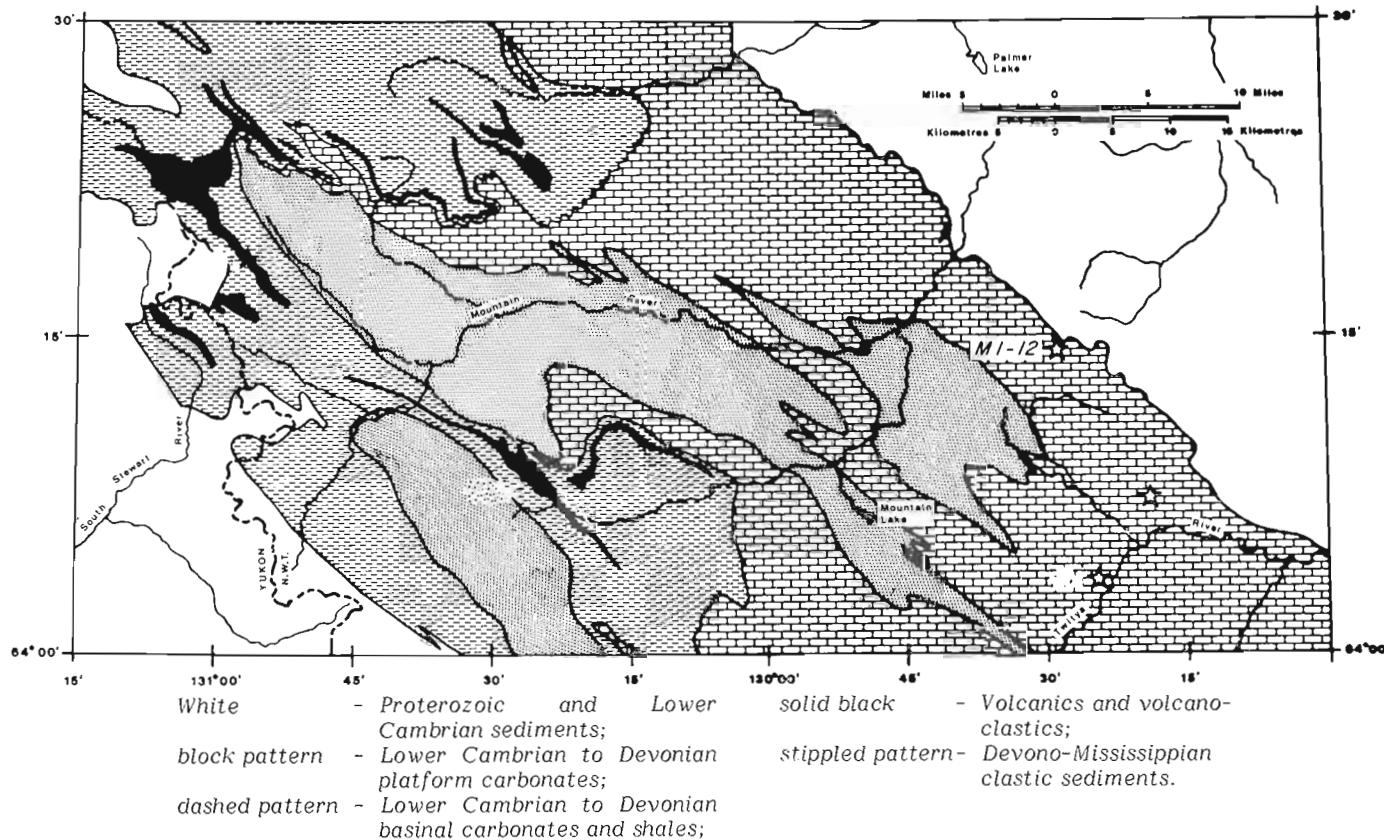 30'
30'
Palmer
Lake
Miles 5 0 5 10 Miles
Kilometres 5 0 5 10 15 Kilometres
Mountain River
15'
15'
M1-12
South Stewart River
Mountain
Lake
River
YUKON
N.W.T.
64°00
64°00
15' 131°00' 45' 30' 15' 130°00' 45' 30' 15'
White - Proterozoic and Lower
Cambrian sediments;
block pattern - Lower Cambrian to Devonian
platform carbonates;
dashed pattern - Lower Cambrian to Devonian
basinal carbonates and shales;
solid black - Volcanics and volcano-
clastics;
stippled pattern- Devono-Mississippian
clastic sediments.